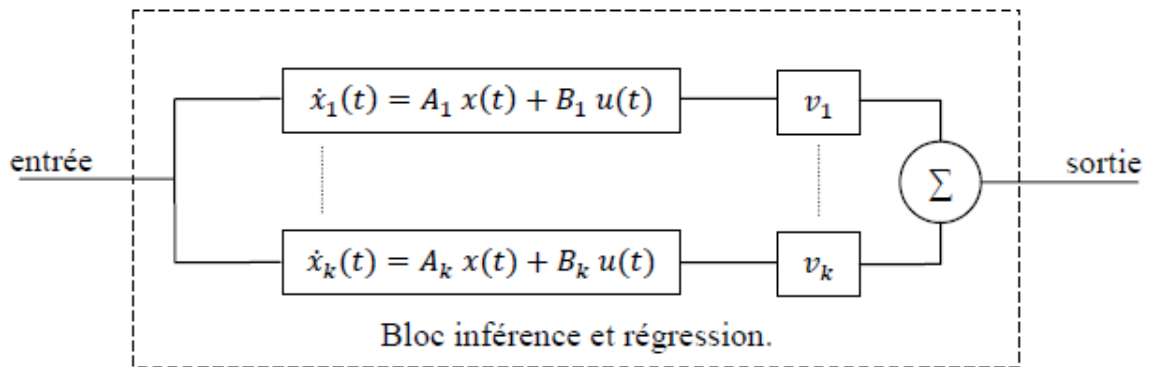 ẋ₁(t) = A₁ x(t) + B₁ u(t)
v₁
entrée
∑
sortie
ẋₖ(t) = Aₖ x(t) + Bₖ u(t)
vₖ
Bloc inférence et régression.